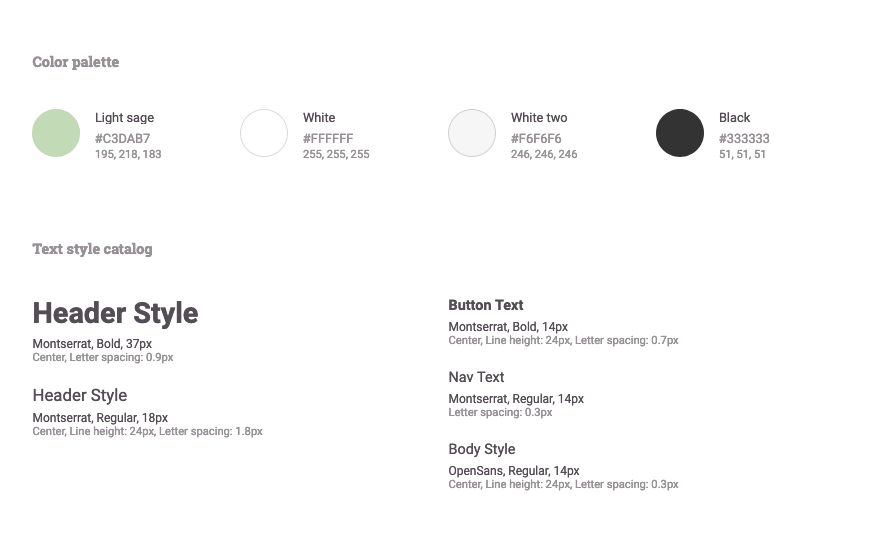 Color palette
Light sage
#C3DAB7
195, 218, 183
White
#FFFFFF
255, 255, 255
White two
#F6F6F6
246, 246, 246
Black
#333333
51, 51, 51
Text style catalog
Header Style
Montserrat, Bold, 37px
Center, Letter spacing: 0.9px
Header Style
Montserrat, Regular, 18px
Center, Line height: 24px, Letter spacing: 1.8px
Button Text
Montserrat, Bold, 14px
Center, Line height: 24px, Letter spacing: 0.7px
Nav Text
Montserrat, Regular, 14px
Letter spacing: 0.3px
Body Style
OpenSans, Regular, 14px
Center, Line height: 24px, Letter spacing: 0.3px